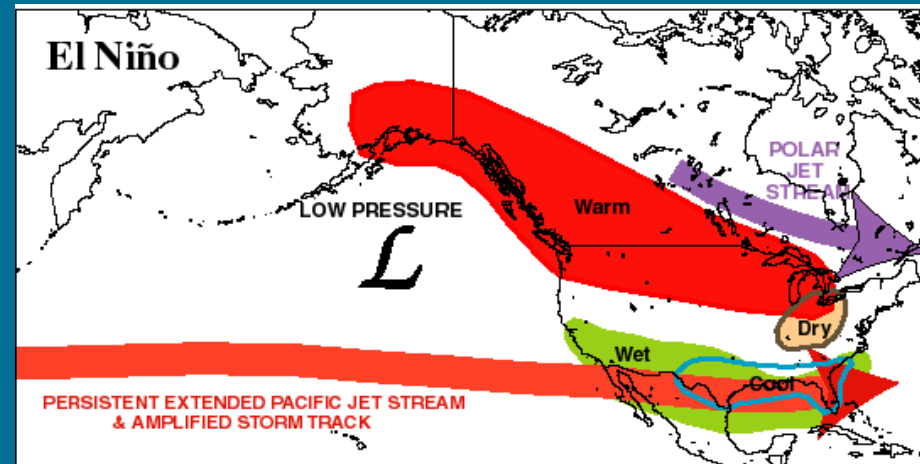 El Niño
POLAR
JET
STREAM
LOW PRESSURE
L
Warm
Dry
Wet
Cool
PERSISTENT EXTENDED PACIFIC JET STREAM
& AMPLIFIED STORM TRACK